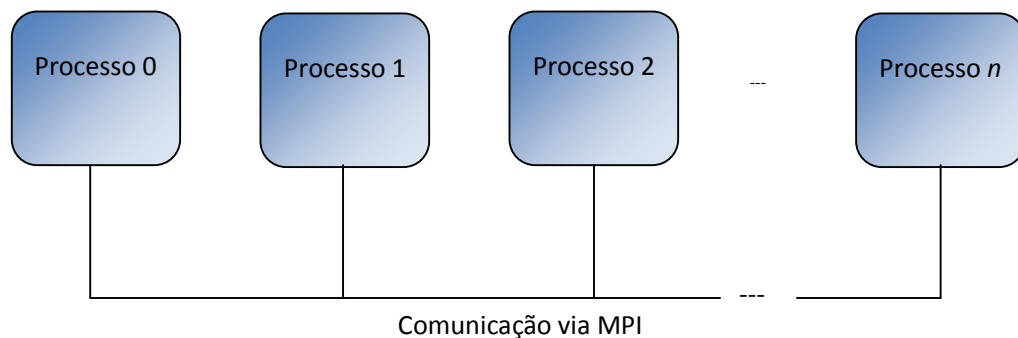 Processo 0
Processo 1
Processo 2
---
Processo n
---
Comunicação via MPI